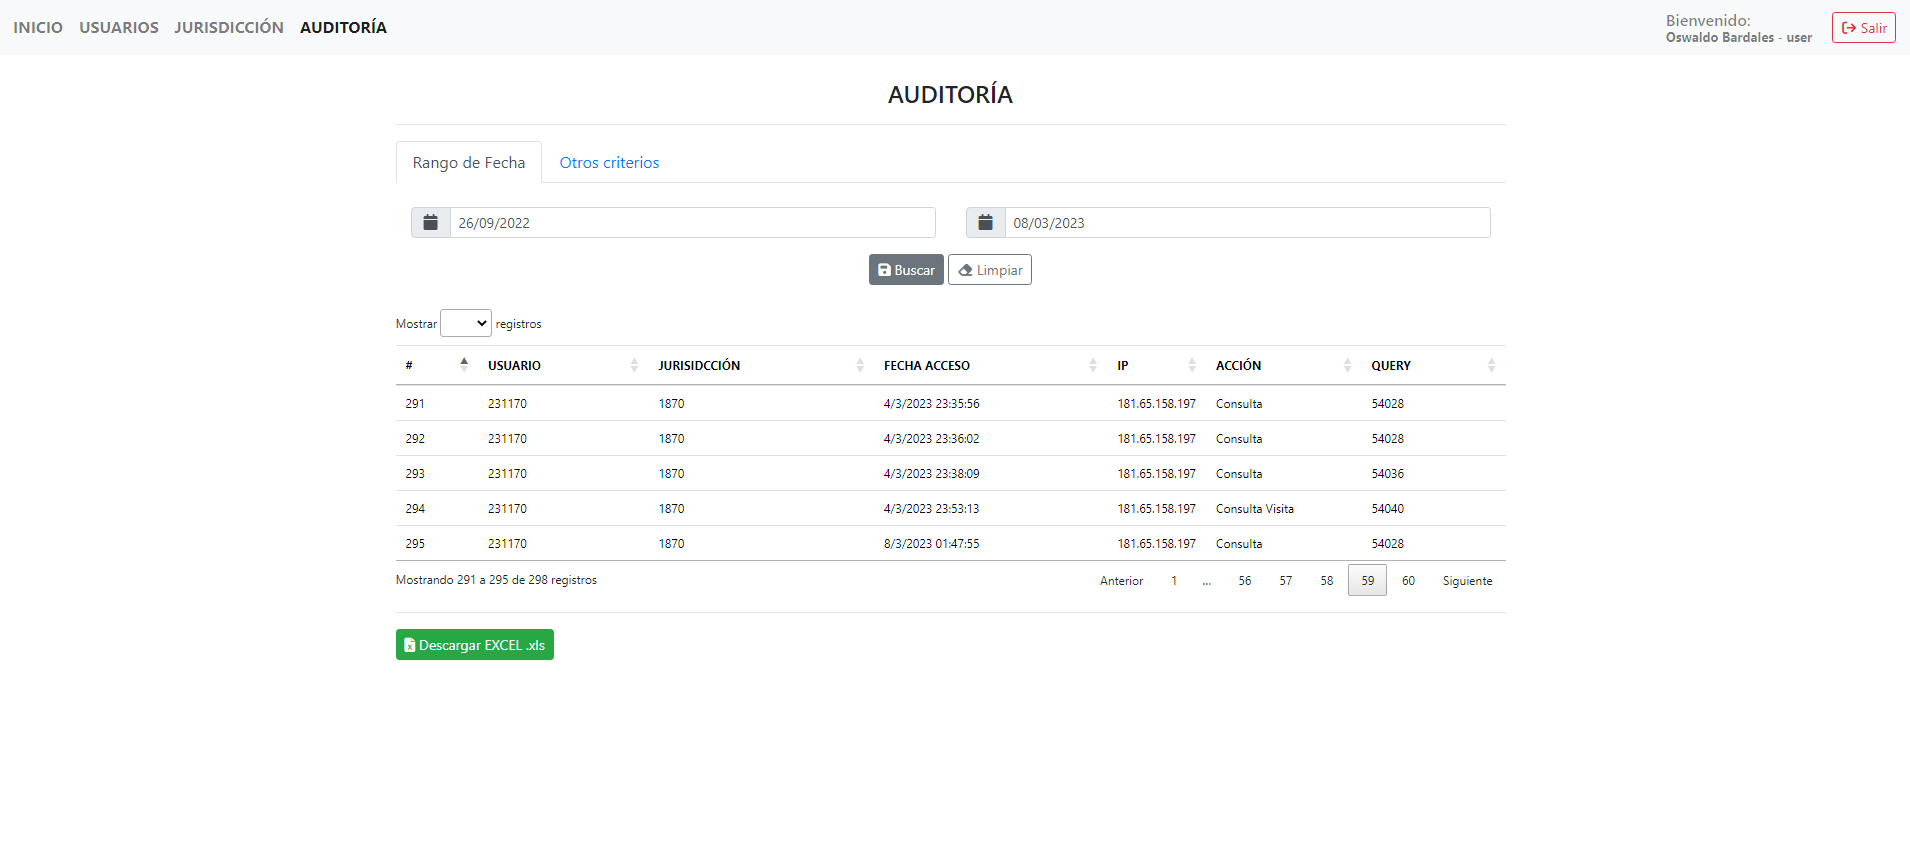 INICIO USUARIOS JURISDICCIÓN AUDITORÍA
Bienvenido:
Oswaldo Bardales - user
Salir
AUDITORÍA
Rango de Fecha Otros criterios
26/09/2022 08/03/2023
Buscar Limpiar
Mostrar registros
# USUARIO JURISIDCCIÓN FECHA ACCESO IP ACCIÓN QUERY
291 231170 1870 4/3/2023 23:35:56 181.65.158.197 Consulta 54028
292 231170 1870 4/3/2023 23:36:02 181.65.158.197 Consulta 54028
293 231170 1870 4/3/2023 23:38:09 181.65.158.197 Consulta 54036
294 231170 1870 4/3/2023 23:53:13 181.65.158.197 Consulta Visita 54040
295 231170 1870 8/3/2023 01:47:55 181.65.158.197 Consulta 54028
Mostrando 291 a 295 de 298 registros Anterior 1 ... 56 57 58 59 60 Siguiente
Descargar EXCEL .xls